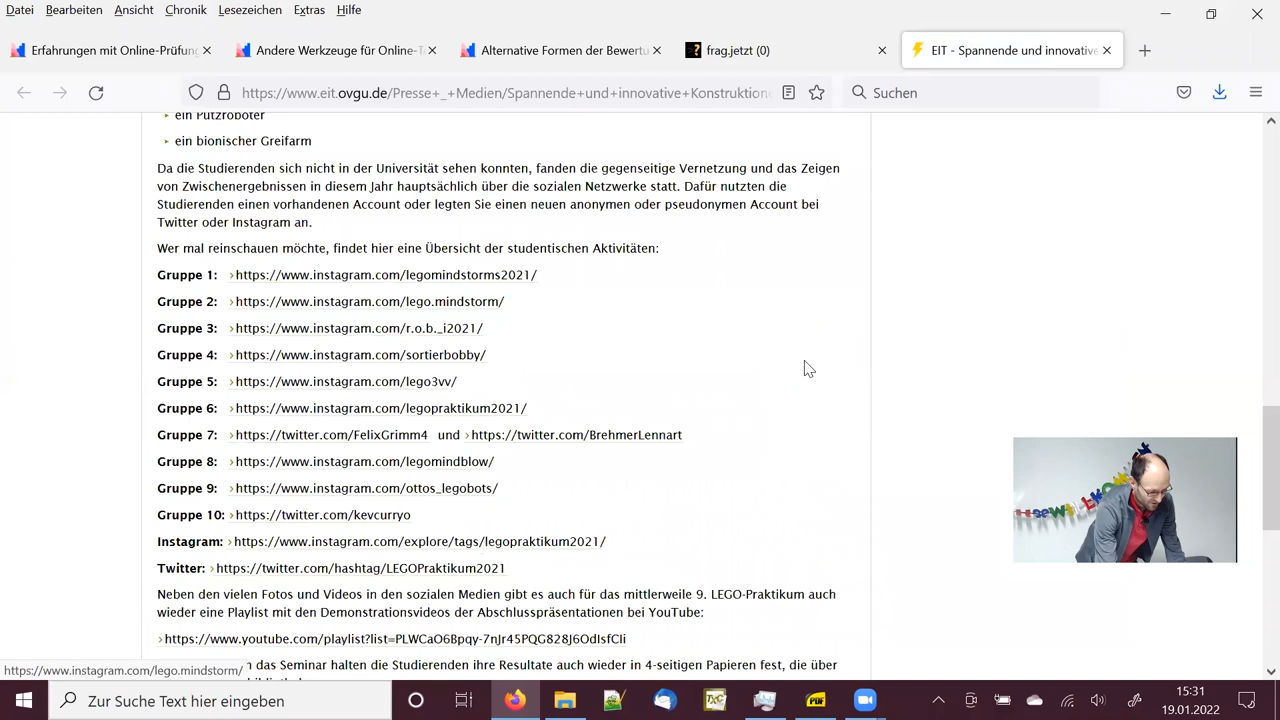 Datei Bearbeiten Ansicht Chronik Lesezeichen Extras Hilfe
Erfahrungen mit Online-Prüfung Andere Werkzeuge für Online-T Alternative Formen der Bewertu frag.jetzt (0) EIT - Spannende und innovative
https://www.eit.ovgu.de/Presse+_+Medien/Spannende+und+innovative+Konstruktione Suchen
ein Putzroboter
ein bionischer Greifarm
Da die Studierenden sich nicht in der Universität sehen konnten, fanden die gegenseitige Vernetzung und das Zeigen
von Zwischenergebnissen in diesem Jahr hauptsächlich über die sozialen Netzwerke statt. Dafür nutzten die
Studierenden einen vorhandenen Account oder legten Sie einen neuen anonymen oder pseudonymen Account bei
Twitter oder Instagram an.
Wer mal reinschauen möchte, findet hier eine Übersicht der studentischen Aktivitäten:
Gruppe 1: https://www.instagram.com/legomindstorms2021/
Gruppe 2: https://www.instagram.com/lego.mindstorm/
Gruppe 3: https://www.instagram.com/r.o.b._i2021/
Gruppe 4: https://www.instagram.com/sortierbobby/
Gruppe 5: https://www.instagram.com/lego3vv/
Gruppe 6: https://www.instagram.com/legopraktikum2021/
Gruppe 7: https://twitter.com/FelixGrimm4 und https://twitter.com/BrehmerLennart
Gruppe 8: https://www.instagram.com/legomindblow/
Gruppe 9: https://www.instagram.com/ottos_legobots/
Gruppe 10: https://twitter.com/kevcurryo
Instagram: https://www.instagram.com/explore/tags/legopraktikum2021/
Twitter: https://twitter.com/hashtag/LEGOPraktikum2021
Neben den vielen Fotos und Videos in den sozialen Medien gibt es auch für das mittlerweile 9. LEGO-Praktikum auch
wieder eine Playlist mit den Demonstrationsvideos der Abschlusspräsentationen bei YouTube:
https://www.youtube.com/playlist?list=PLWCaO6Bpqy-7nJr45PQG828J6OdIsfCIi
https://www.instagram.com/lego.mindstorm/ das Seminar halten die Studierenden ihre Resultate auch wieder in 4-seitigen Papieren fest, die über
Zur Suche Text hier eingeben
15:31
19.01.2022